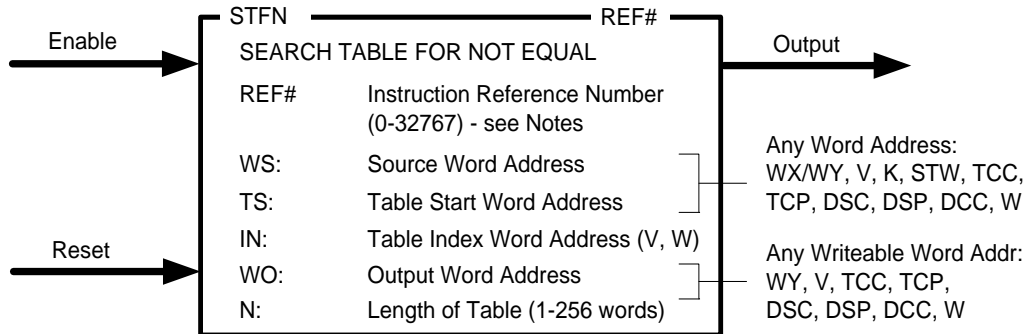 STFN REF#
Enable
SEARCH TABLE FOR NOT EQUAL
Output
REF# Instruction Reference Number
(0-32767) - see Notes
WS: Source Word Address
TS: Table Start Word Address
Any Word Address:
WX/WY, V, K, STW, TCC,
TCP, DSC, DSP, DCC, W
Reset
IN: Table Index Word Address (V, W)
WO: Output Word Address
N: Length of Table (1-256 words)
Any Writeable Word Addr:
WY, V, TCC, TCP,
DSC, DSP, DCC, W